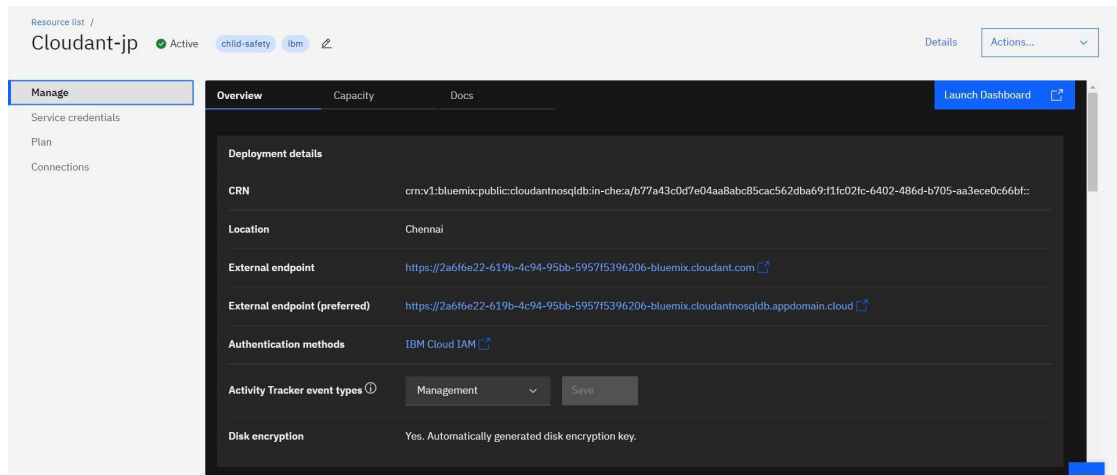 Resource list /
Cloudant-jp Active child-safety ibm Details Actions...
Manage
Service credentials
Plan
Connections
Overview Capacity Docs Launch Dashboard
Deployment details
CRN crn:v1:bluemix:public:cloudantnosqldb:in-che:a/b77a43c0d7e04aa8abc85cac562dba69:f1fc02fc-6402-486d-b705-aa3ece0c66bf::
Location Chennai
External endpoint https://2a6f6e22-619b-4c94-95bb-5957f5396206-bluemix.cloudant.com
External endpoint (preferred) https://2a6f6e22-619b-4c94-95bb-5957f5396206-bluemix.cloudantnosqldb.appdomain.cloud
Authentication methods IBM Cloud IAM
Activity Tracker event types Management Save
Disk encryption Yes. Automatically generated disk encryption key.